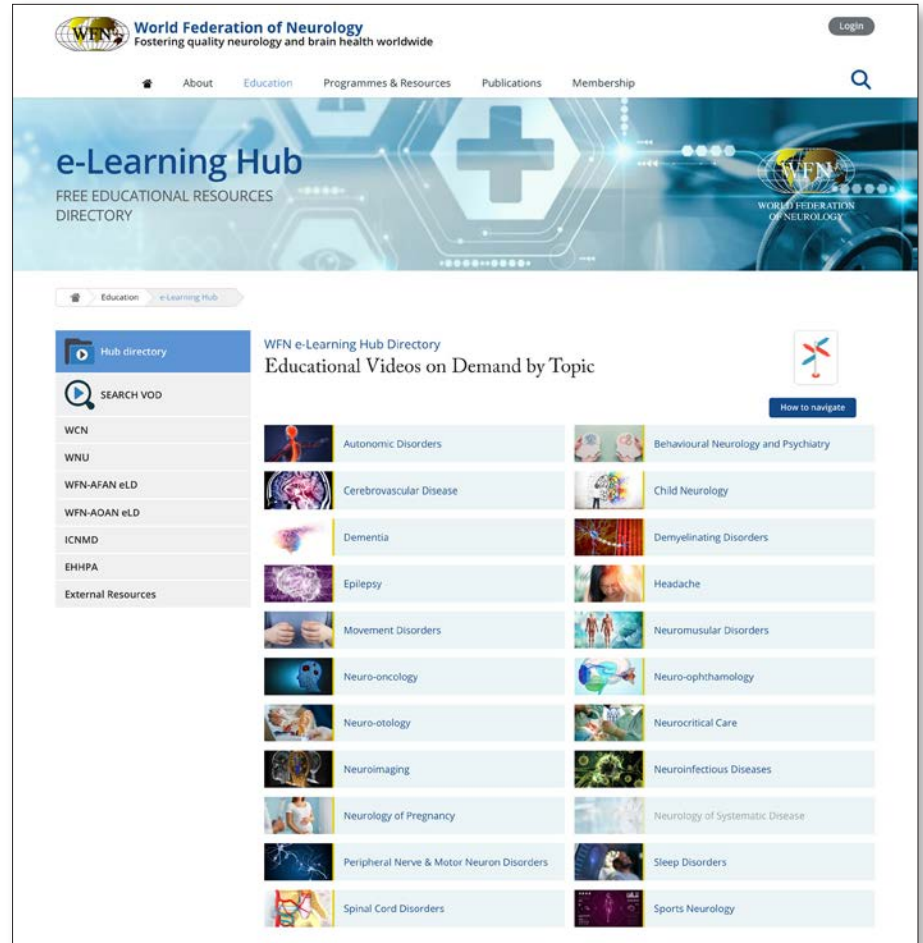 WFN
World Federation of Neurology
Fostering quality neurology and brain health worldwide
Login
About Education Programmes & Resources Publications Membership
e-Learning Hub
FREE EDUCATIONAL RESOURCES
DIRECTORY
WFN
WORLD FEDERATION
OF NEUROLOGY
Education e-Learning Hub
Hub directory
SEARCH VOD
WCN
WNU
WFN-AFAN eLD
WFN-AOAN eLD
ICNMD
EHHPA
External Resources
WFN e-Learning Hub Directory
Educational Videos on Demand by Topic
How to navigate
Autonomic Disorders
Behavioural Neurology and Psychiatry
Cerebrovascular Disease
Child Neurology
Dementia
Demyelinating Disorders
Epilepsy
Headache
Movement Disorders
Neuromusular Disorders
Neuro-oncology
Neuro-ophthamology
Neuro-otology
Neurocritical Care
Neuroimaging
Neuroinfectious Diseases
Neurology of Pregnancy
Neurology of Systematic Disease
Peripheral Nerve & Motor Neuron Disorders
Sleep Disorders
Spinal Cord Disorders
Sports Neurology